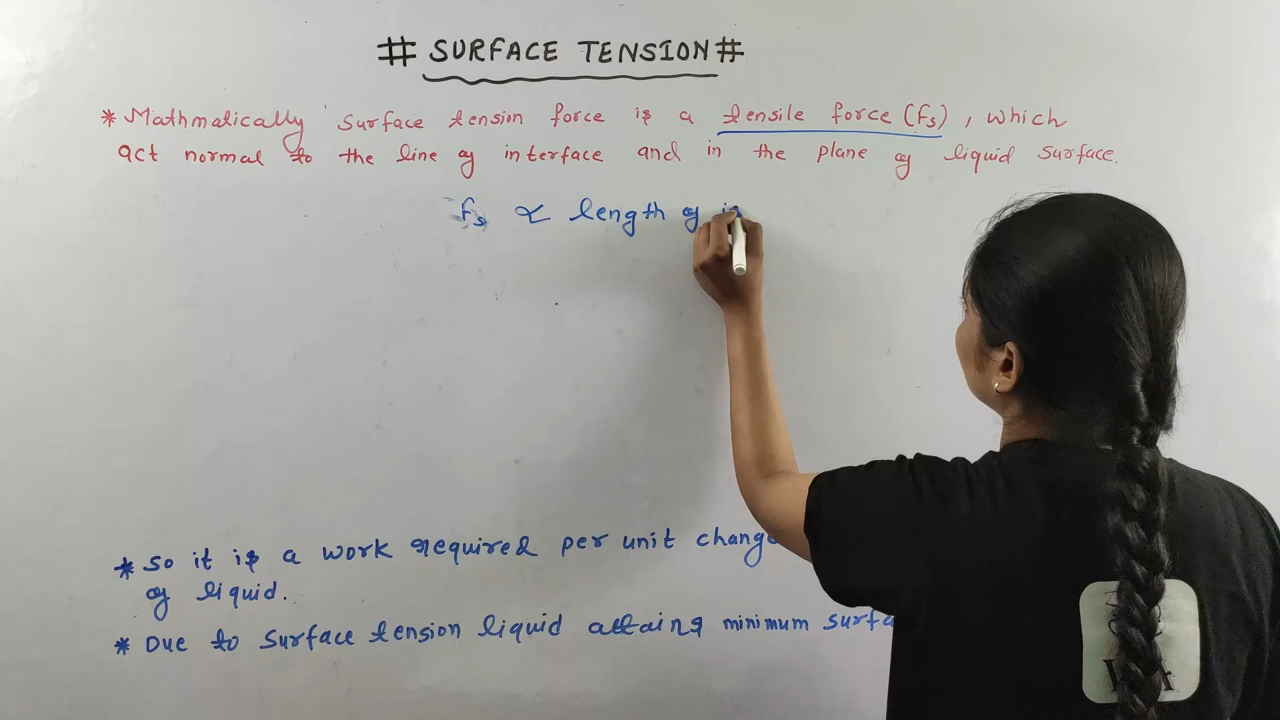 # SURFACE TENSION #
* Mathmatically surface tension force is a tensile force (fs), which
act normal to the line of interface and in the plane of liquid surface.
fs ∝ length of
* So it is a work required per unit change
of liquid.
* Due to surface tension liquid attains minimum surfa